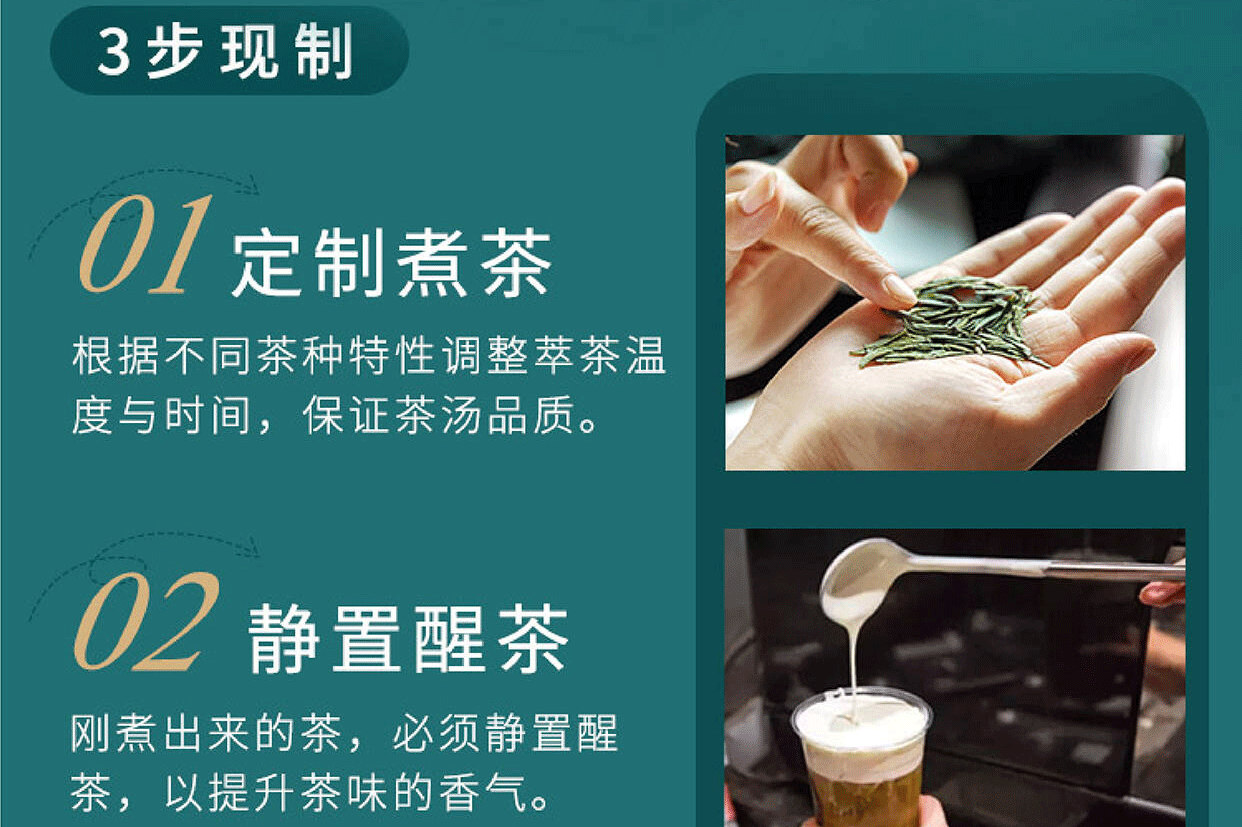 3步现制
01 定制煮茶
根据不同茶种特性调整萃茶温
度与时间，保证茶汤品质。
02 静置醒茶
刚煮出来的茶，必须静置醒
茶，以提升茶味的香气。